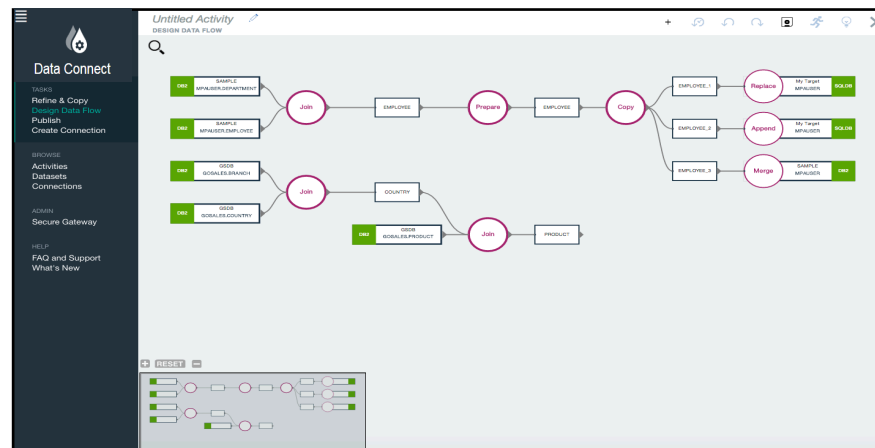 Untitled Activity
DESIGN DATA FLOW
Data Connect
TASKS
Refine & Copy
Design Data Flow
Publish
Create Connection
BROWSE
Activities
Datasets
Connections
ADMIN
Secure Gateway
HELP
FAQ and Support
What's New
DB2
SAMPLE
MPAUSER.DEPARTMENT
DB2
SAMPLE
MPAUSER.EMPLOYEE
Join
EMPLOYEE
Prepare
EMPLOYEE
Copy
EMPLOYEE_1
Replace
My Target
MPAUSER
SQLDB
EMPLOYEE_2
Append
My Target
MPAUSER
SQLDB
EMPLOYEE_3
Merge
SAMPLE
MPAUSER
DB2
DB2
GSDB
GOSALES.BRANCH
DB2
GSDB
GOSALES.COUNTRY
Join
COUNTRY
DB2
GSDB
GOSALES.PRODUCT
Join
PRODUCT
RESET